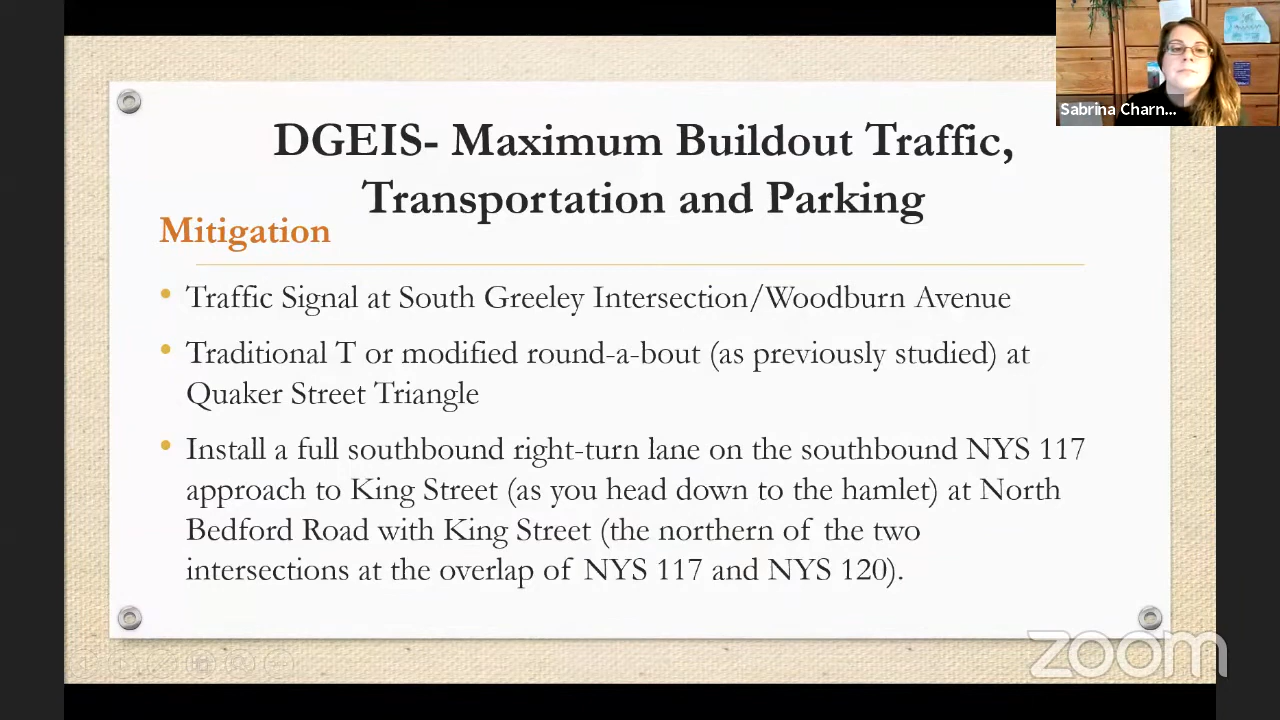 Sabrina Charn...
DGEIS- Maximum Buildout Traffic,
Transportation and Parking
Mitigation
• Traffic Signal at South Greeley Intersection/Woodburn Avenue
• Traditional T or modified round-a-bout (as previously studied) at
Quaker Street Triangle
• Install a full southbound right-turn lane on the southbound NYS 117
approach to King Street (as you head down to the hamlet) at North
Bedford Road with King Street (the northern of the two
intersections at the overlap of NYS 117 and NYS 120).
zoom